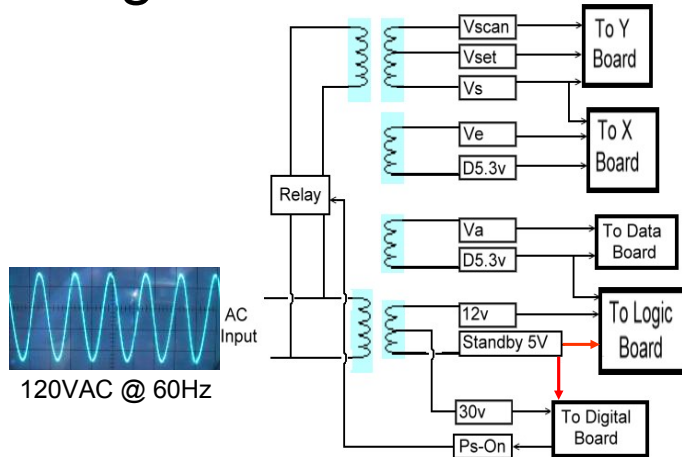 g
Vscan
Vset
Vs
To Y
Board
Ve
D5.3v
To X
Board
Relay
Va
D5.3v
To Data
Board
AC
Input
12v
Standby 5V
To Logic
Board
120VAC @ 60Hz
30v
Ps-On
To Digital
Board